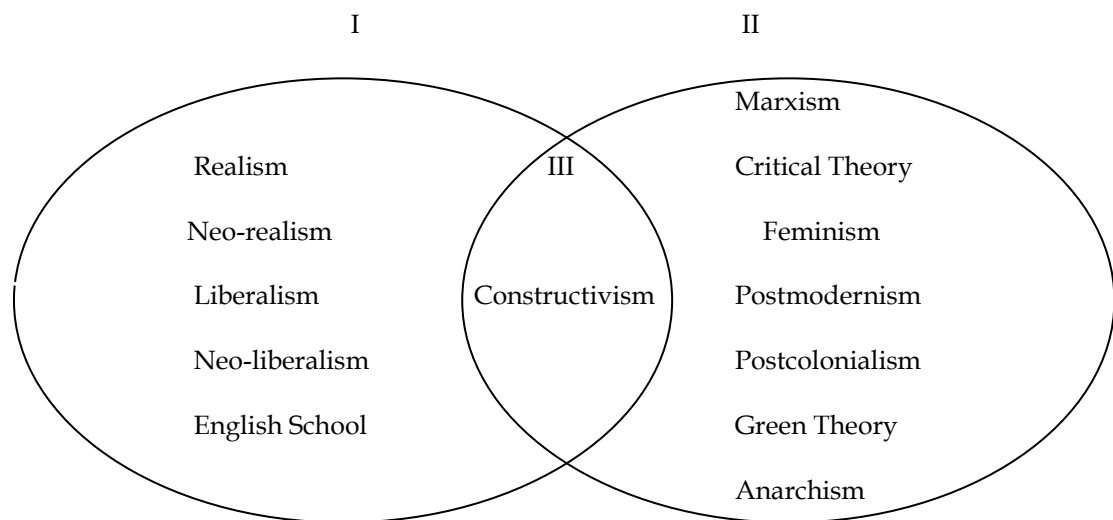 I II
Marxism
Realism III Critical Theory
Neo-realism Feminism
Liberalism Constructivism Postmodernism
Neo-liberalism Postcolonialism
English School Green Theory
Anarchism